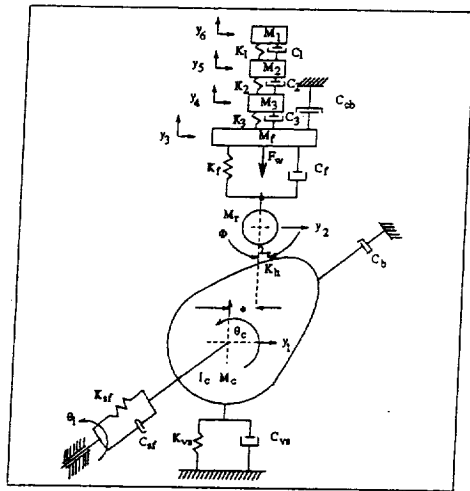 y6 M1
K1 C1
y5 M2
K2 C2
y4 M3
K3 C3 Ccb
y3 Mf
Kf Fw Cf
Mr
Φ y2
Kh Cb
e
θc y1
Ic Mc
Ksf
θ1
Csf Kvs Cvs